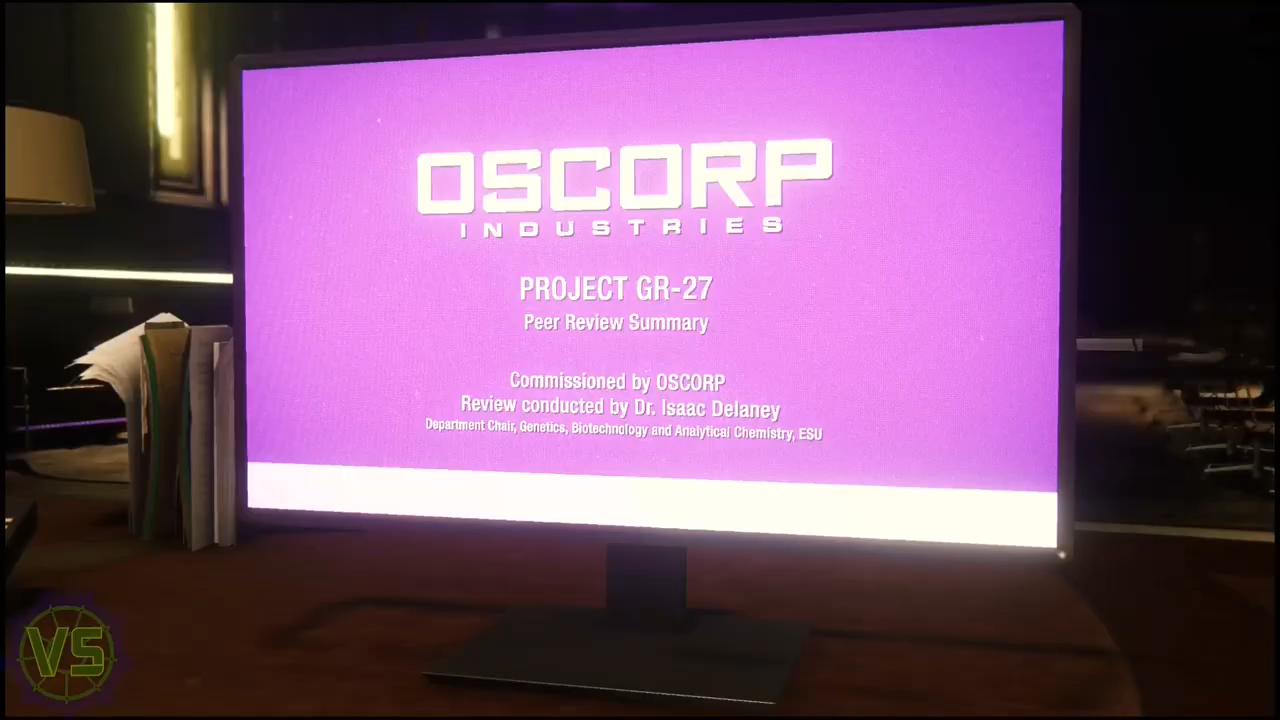 OSCORP
INDUSTRIES
PROJECT GR-27
Peer Review Summary
Commissioned by OSCORP
Review conducted by Dr. Isaac Delaney
Department Chair, Genetics, Biotechnology and Analytical Chemistry, ESU
VS